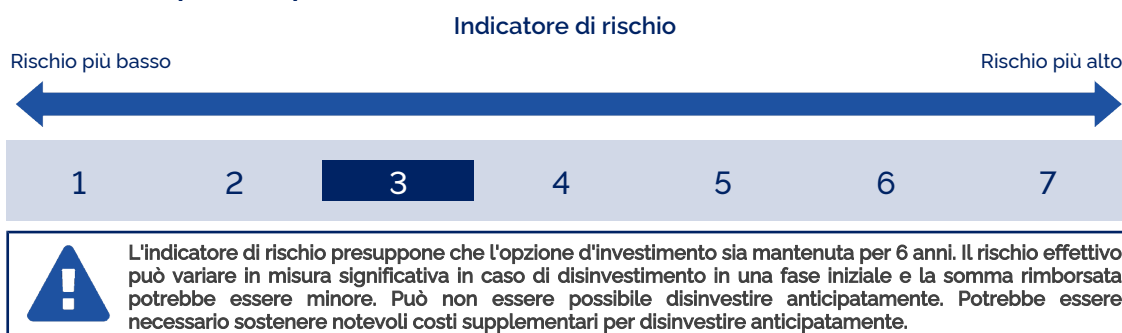 Indicatore di rischio
Rischio più basso Rischio più alto
1 2 3 4 5 6 7
L'indicatore di rischio presuppone che l'opzione d'investimento sia mantenuta per 6 anni. Il rischio effettivo
può variare in misura significativa in caso di disinvestimento in una fase iniziale e la somma rimborsata
potrebbe essere minore. Può non essere possibile disinvestire anticipatamente. Potrebbe essere
necessario sostenere notevoli costi supplementari per disinvestire anticipatamente.